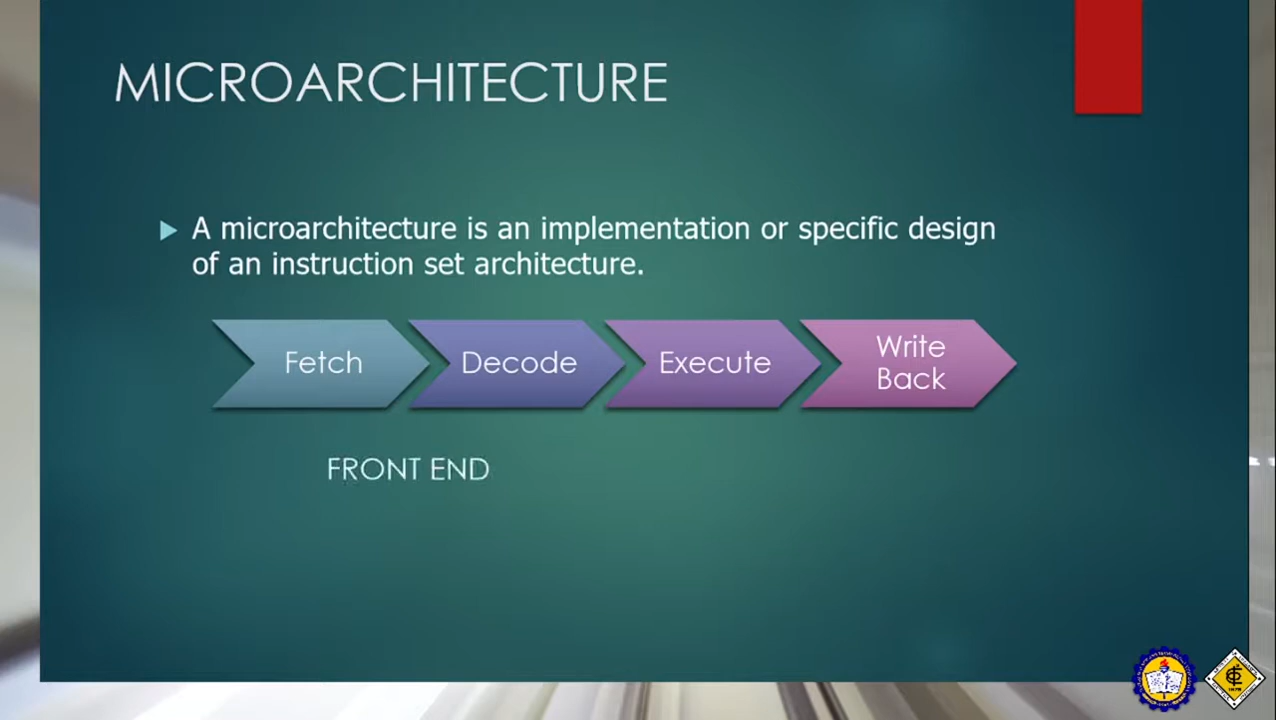 MICROARCHITECTURE
A microarchitecture is an implementation or specific design
of an instruction set architecture.
Fetch
Decode
Execute
Write
Back
FRONT END